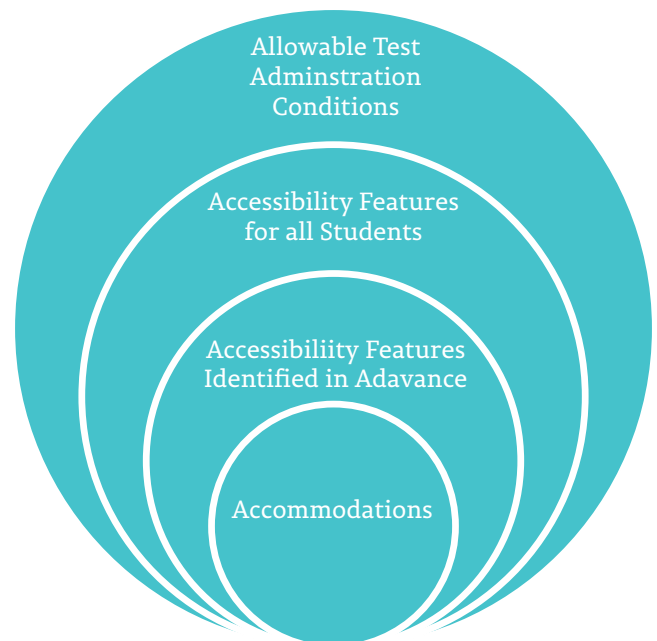 Allowable Test
Adminstration
Conditions
Accessibility Features
for all Students
Accessibiliity Features
Identified in Adavance
Accommodations